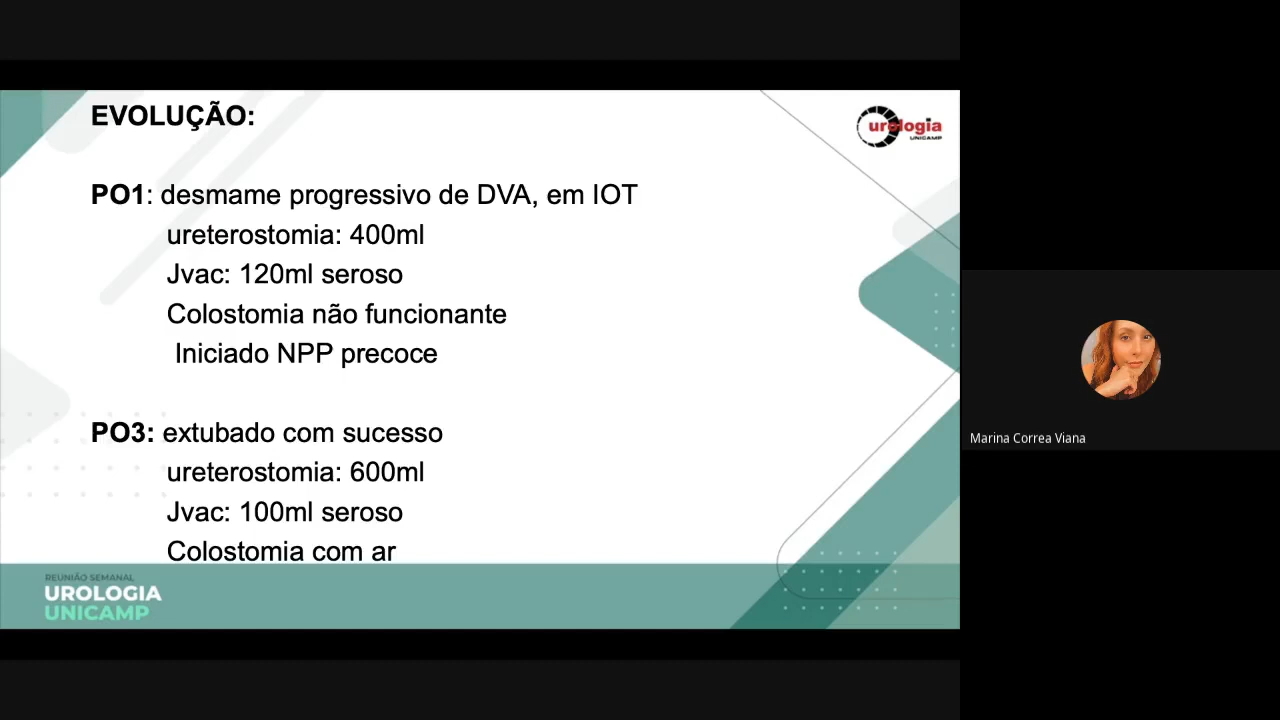 EVOLUÇÃO:
urologia
UNICAMP
PO1: desmame progressivo de DVA, em IOT
ureterostomia: 400ml
Jvac: 120ml seroso
Colostomia não funcionante
Iniciado NPP precoce
PO3: extubado com sucesso
ureterostomia: 600ml
Jvac: 100ml seroso
Colostomia com ar
REUNIÃO SEMANAL
UROLOGIA
UNICAMP
Marina Correa Viana